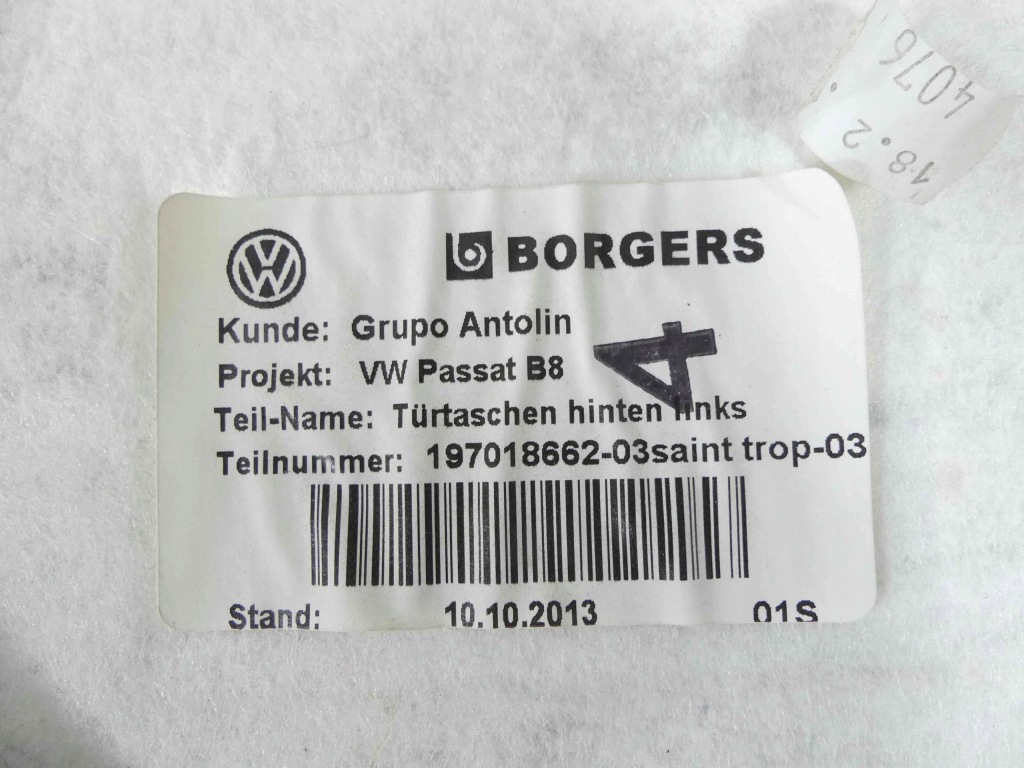 4076
18.2
BORGERS
Kunde: Grupo Antolin
Projekt: VW Passat B8
4
Teil-Name: Türtaschen hinten links
Teilnummer: 197018662-03saint trop-03
Stand: 10.10.2013 01S